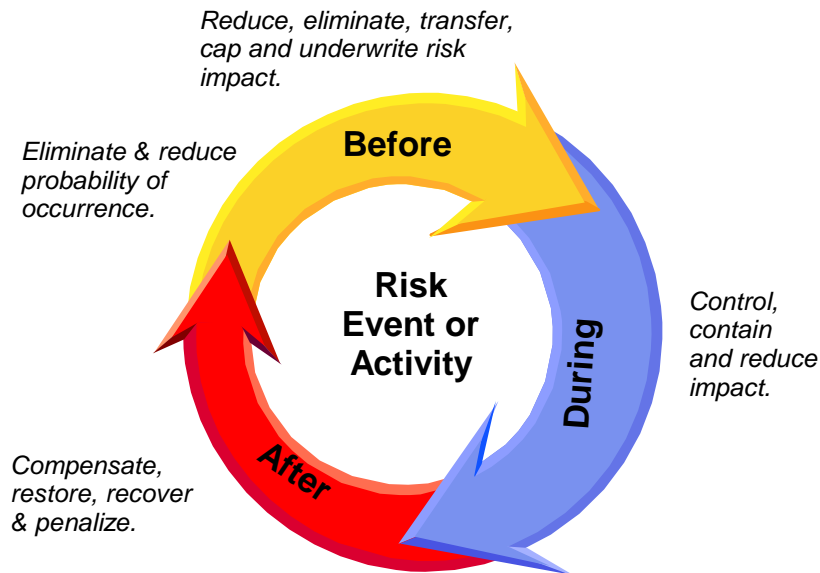 Reduce, eliminate, transfer,
cap and underwrite risk
impact.
Before
Eliminate & reduce
probability of
occurrence.
Risk
Event or
Activity
Control,
contain
and reduce
impact.
During
After
Compensate,
restore, recover
& penalize.